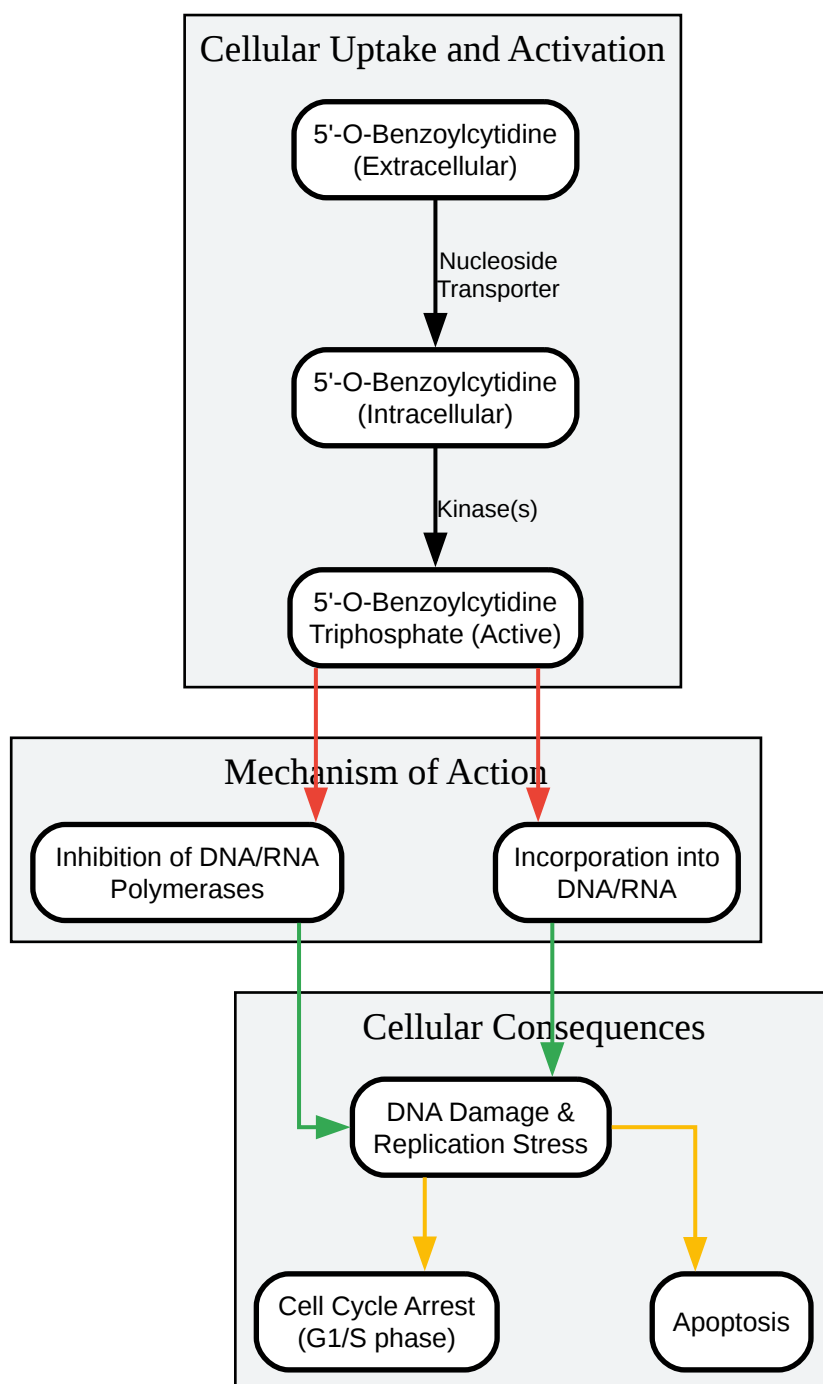 Cellular Uptake and Activation
5'-O-Benzoylcytidine
(Extracellular)
Nucleoside
Transporter
5'-O-Benzoylcytidine
(Intracellular)
Kinase(s)
5'-O-Benzoylcytidine
Triphosphate (Active)
Mechanism of Action
Inhibition of DNA/RNA
Polymerases
Incorporation into
DNA/RNA
Cellular Consequences
DNA Damage &
Replication Stress
Cell Cycle Arrest
(G1/S phase)
Apoptosis